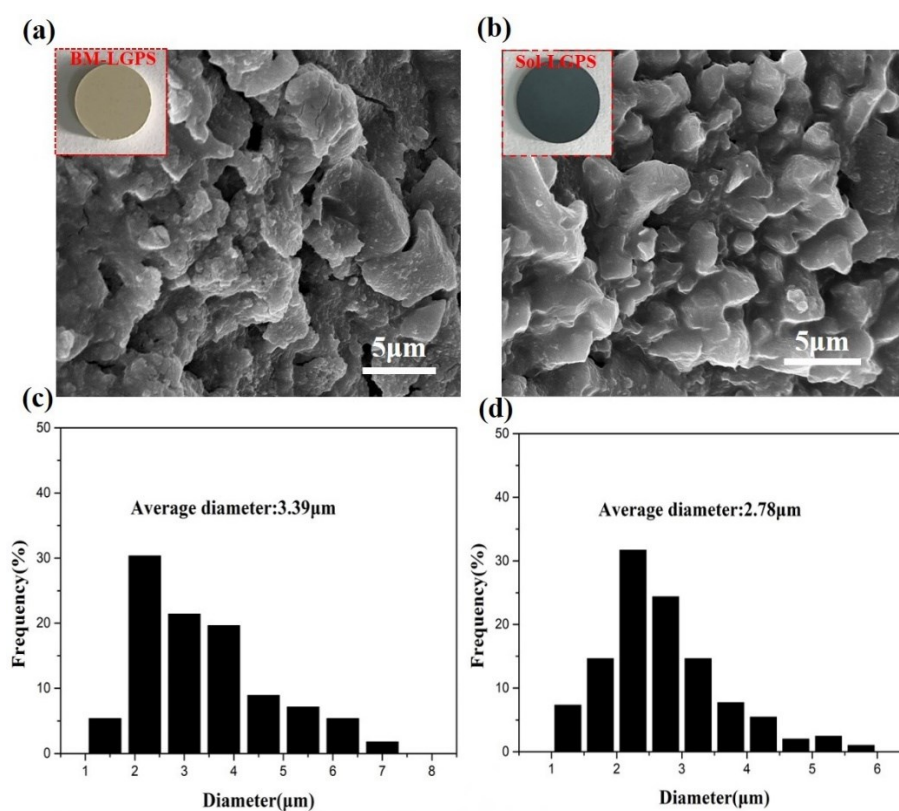 (a)
BM-LGPS
5μm
(b)
Sol-LGPS
5μm
(c)
50
40
30
20
10
0
Frequency(%)
Average diameter:3.39μm
1 2 3 4 5 6 7 8
Diameter(μm)
(d)
50
40
30
20
10
0
Frequency(%)
Average diameter:2.78μm
1 2 3 4 5 6
Diameter(μm)